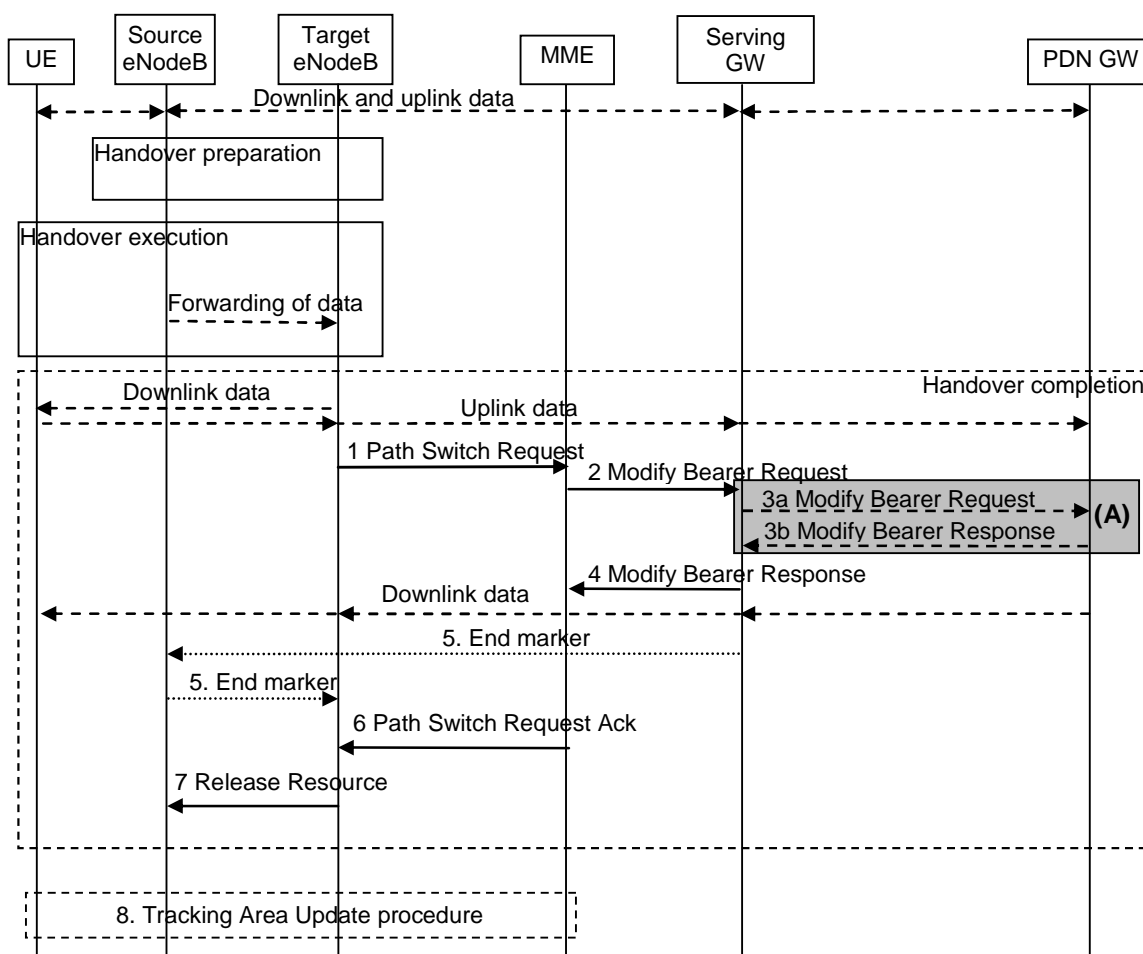 UE
Source
eNodeB
Target
eNodeB
MME
Serving
GW
PDN GW
Downlink and uplink data
Handover preparation
Handover execution
Forwarding of data
Handover completion
Downlink data
Uplink data
1 Path Switch Request
2 Modify Bearer Request
3a Modify Bearer Request
(A)
3b Modify Bearer Response
4 Modify Bearer Response
Downlink data
5. End marker
5. End marker
6 Path Switch Request Ack
7 Release Resource
8. Tracking Area Update procedure